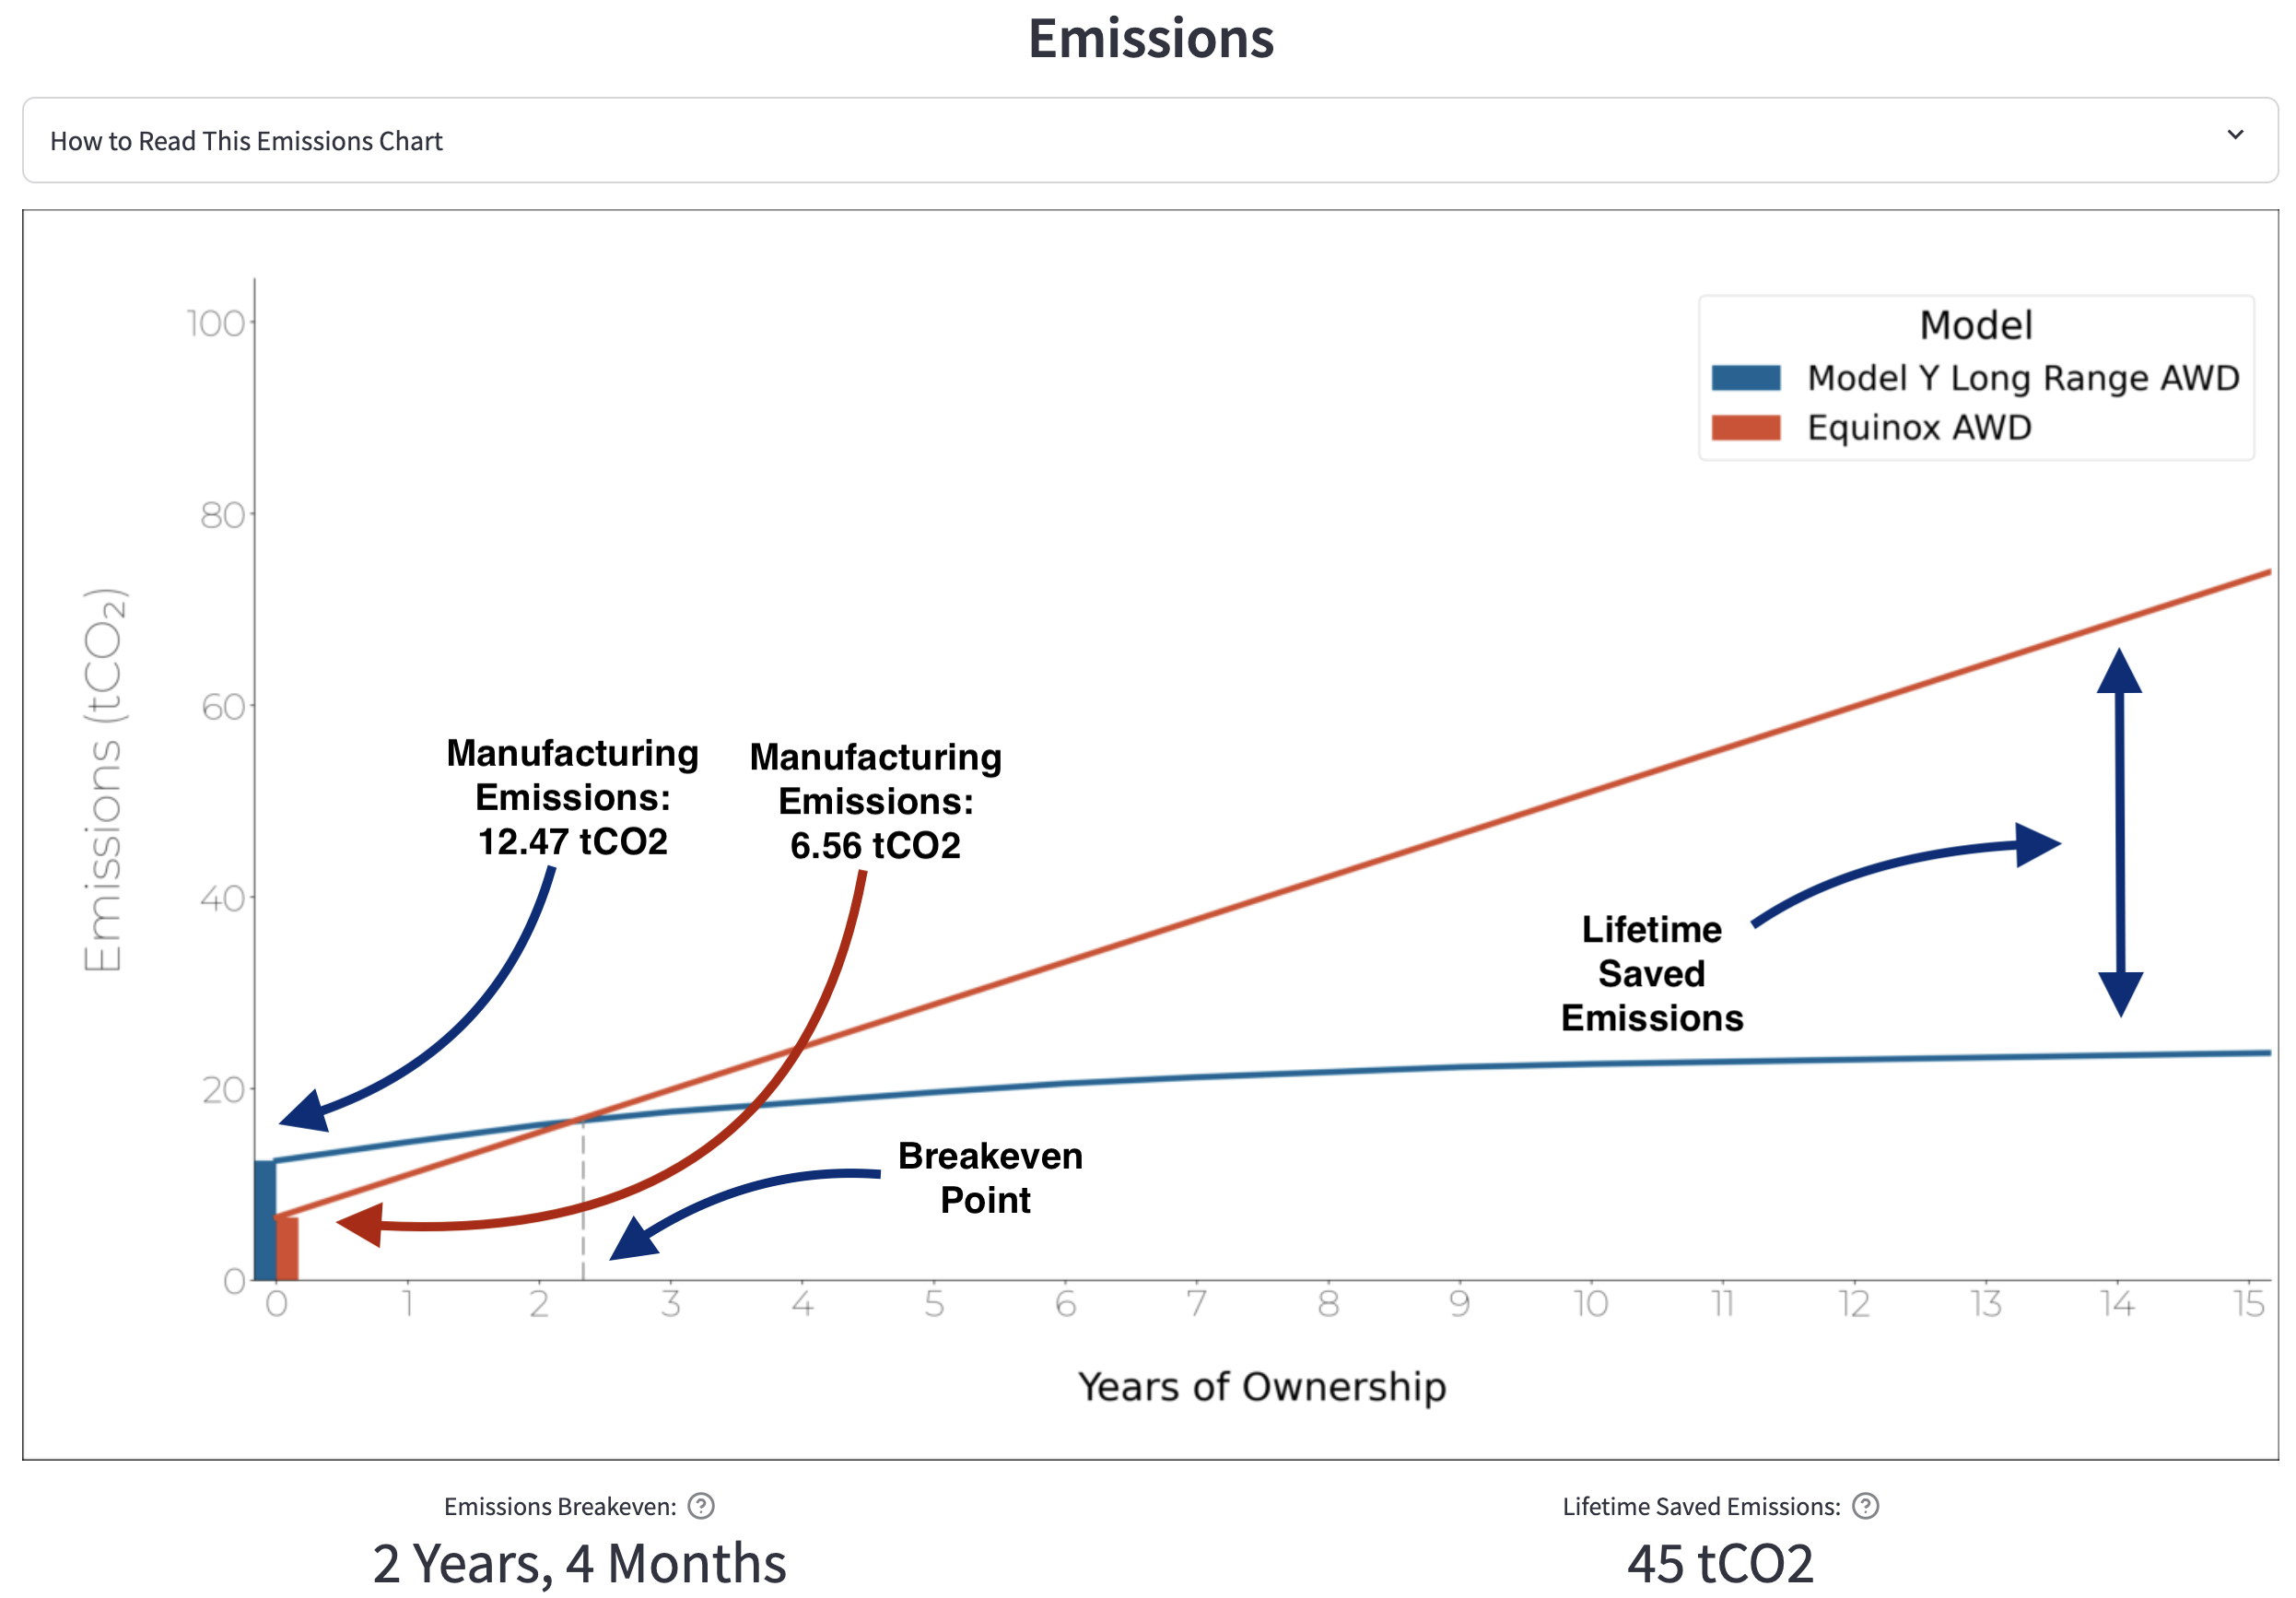 Emissions
How to Read This Emissions Chart
100
80
60
40
20
0
Emissions (tCO₂)
Model
Model Y Long Range AWD
Equinox AWD
Manufacturing
Emissions:
12.47 tCO2
Manufacturing
Emissions:
6.56 tCO2
Lifetime
Saved
Emissions
Breakeven
Point
0 1 2 3 4 5 6 7 8 9 10 11 12 13 14 15
Years of Ownership
Emissions Breakeven: ?
2 Years, 4 Months
Lifetime Saved Emissions: ?
45 tCO2